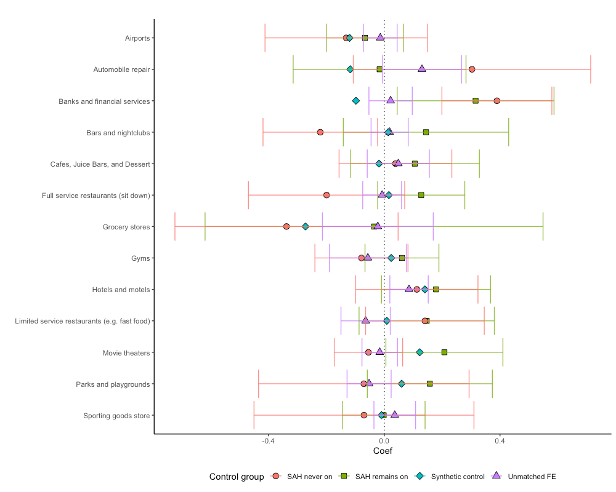 Airports
Automobile repair
Banks and financial services
Bars and nightclubs
Cafes, Juice Bars, and Dessert
Full service restaurants (sit down)
Grocery stores
Gyms
Hotels and motels
Limited service restaurants (e.g. fast food)
Movie theaters
Parks and playgrounds
Sporting goods store
-0.4 0.0 0.4
Coef
Control group SAH never on SAH remains on Synthetic control Unmatched FE